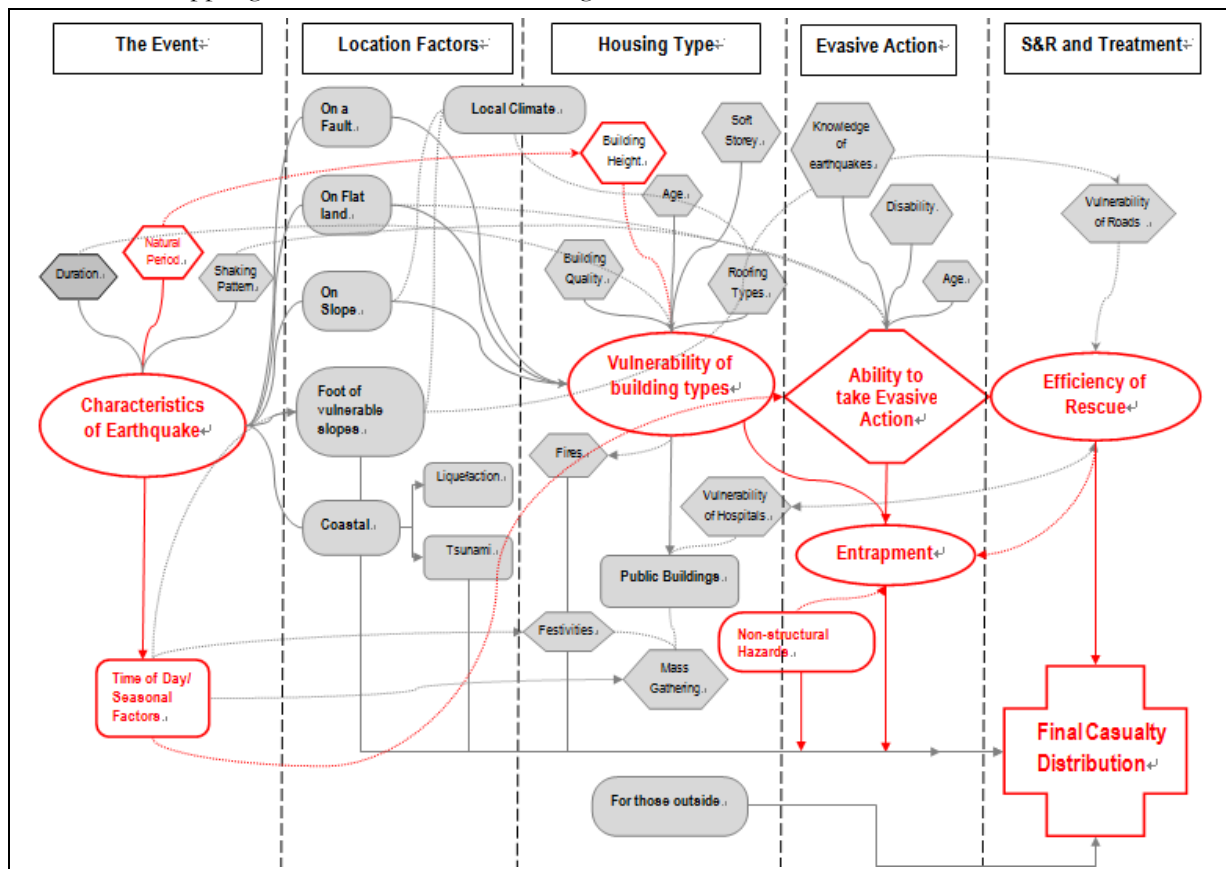 The Event
Location Factors
Housing Type
Evasive Action
S&R and Treatment
On a
Fault.
Local Climate.
Building
Height.
Soft
Storey.
Knowledge
of
earthquakes.
Age.
On Flat
land.
Disability.
Vulnerability
of Roads.
Natural
Period.
Duration.
Shaking
Pattern.
Building
Quality.
Roofing
Types.
Age.
On
Slope.
Characteristics
of Earthquake
Foot of
vulnerable
slopes
Vulnerability of
building types
Ability to
take Evasive
Action
Efficiency of
Rescue
Fires.
Liquefaction.
Coastal.
Vulnerability
of Hospitals.
Tsunami.
Entrapment
Public Buildings.
Festivities.
Non-structural
Hazards.
Time of Day/
Seasonal
Factors.
Mass
Gathering.
Final Casualty
Distribution
For those outside.